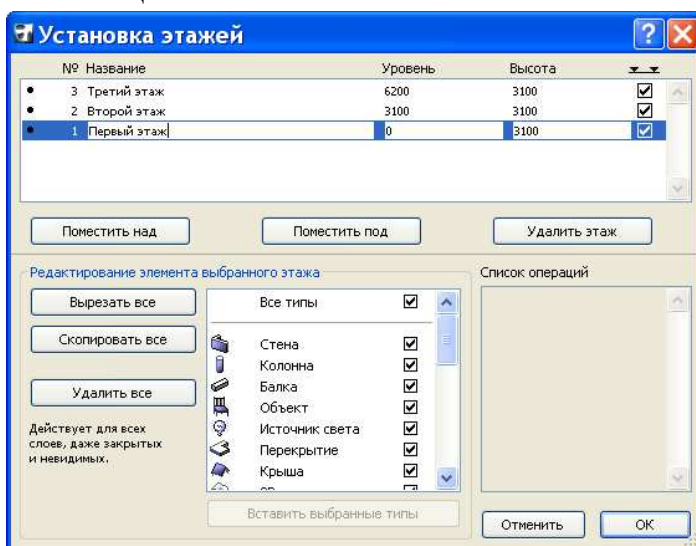 Установка этажей
№ Название Уровень Высота
3 Третий этаж 6200 3100
2 Второй этаж 3100 3100
1 Первый этаж 0 3100
Поместить над Поместить под Удалить этаж
Редактирование элемента выбранного этажа Список операций
Вырезать все Все типы
Скопировать все Стена
Колонна
Удалить все Балка
Объект
Действует для всех Источник света
слоев, даже закрытых Перекрытие
и невидимых. Крыша
Вставить выбранные типы
Отменить OK